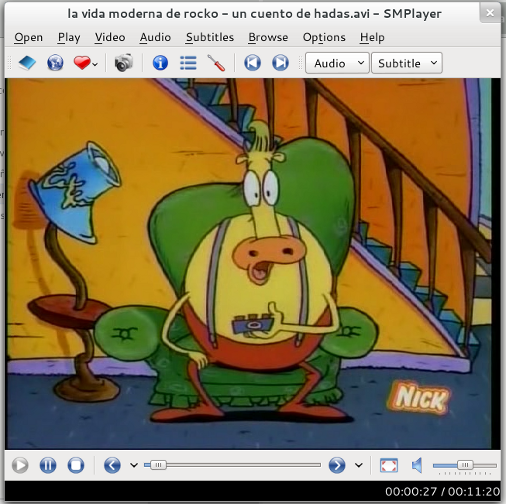 la vida moderna de rocko - un cuento de hadas.avi - SMPlayer
Open Play Video Audio Subtitles Browse Options Help
Audio Subtitle
NICK
00:00:27 / 00:11:20